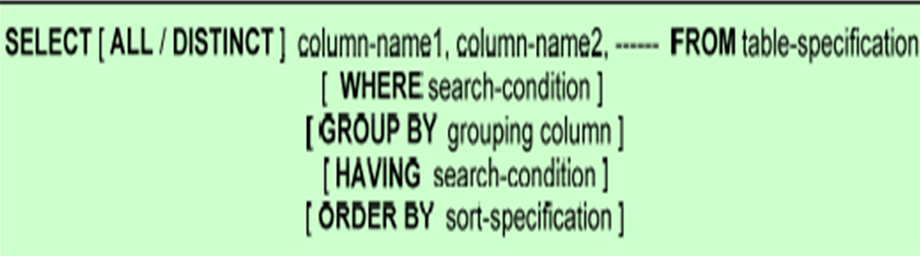 SELECT [ ALL / DISTINCT ] column-name1, column-name2, ------ FROM table-specification
[ WHERE search-condition ]
[ GROUP BY grouping column ]
[ HAVING search-condition ]
[ ORDER BY sort-specification ]